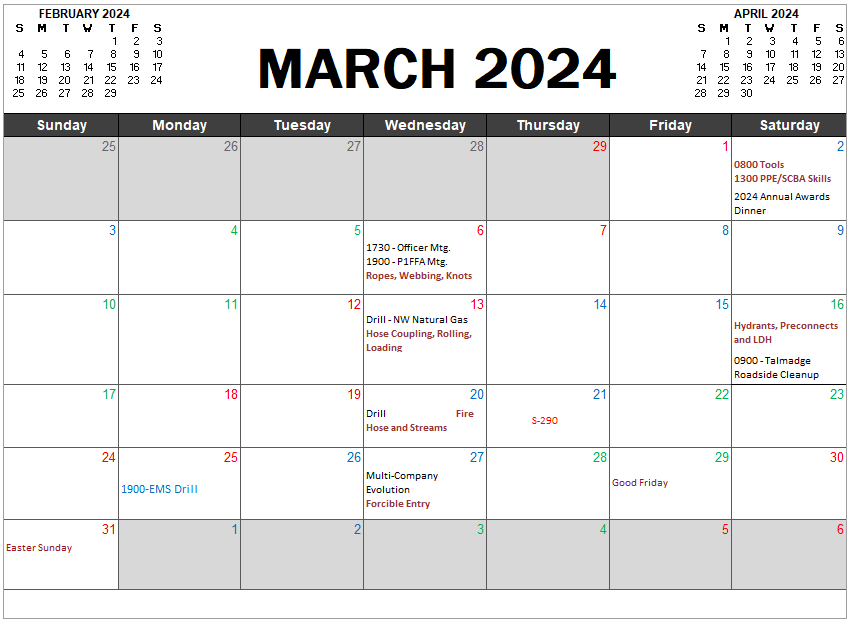 FEBRUARY 2024
S M T W T F S
1 2 3
4 5 6 7 8 9 10
11 12 13 14 15 16 17
18 19 20 21 22 23 24
25 26 27 28 29
MARCH 2024
APRIL 2024
S M T W T F S
1 2 3 4 5 6
7 8 9 10 11 12 13
14 15 16 17 18 19 20
21 22 23 24 25 26 27
28 29 30
Sunday Monday Tuesday Wednesday Thursday Friday Saturday
25 26 27 28 29 1 2
0800 Tools
1300 PPE/SCBA Skills
2024 Annual Awards
Dinner
3 4 5 6 7 8 9
1730 - Officer Mtg.
1900 - P1FFA Mtg.
Ropes, Webbing, Knots
10 11 12 13 14 15 16
Drill - NW Natural Gas
Hose Coupling, Rolling,
Loading
Hydrants, Preconnects
and LDH
0900 - Talmadge
Roadside Cleanup
17 18 19 20 21 22 23
Drill Fire
Hose and Streams
S-290
24 25 26 27 28 29 30
1900-EMS Drill
Multi-Company
Evolution
Forcible Entry
Good Friday
31 1 2 3 4 5 6
Easter Sunday